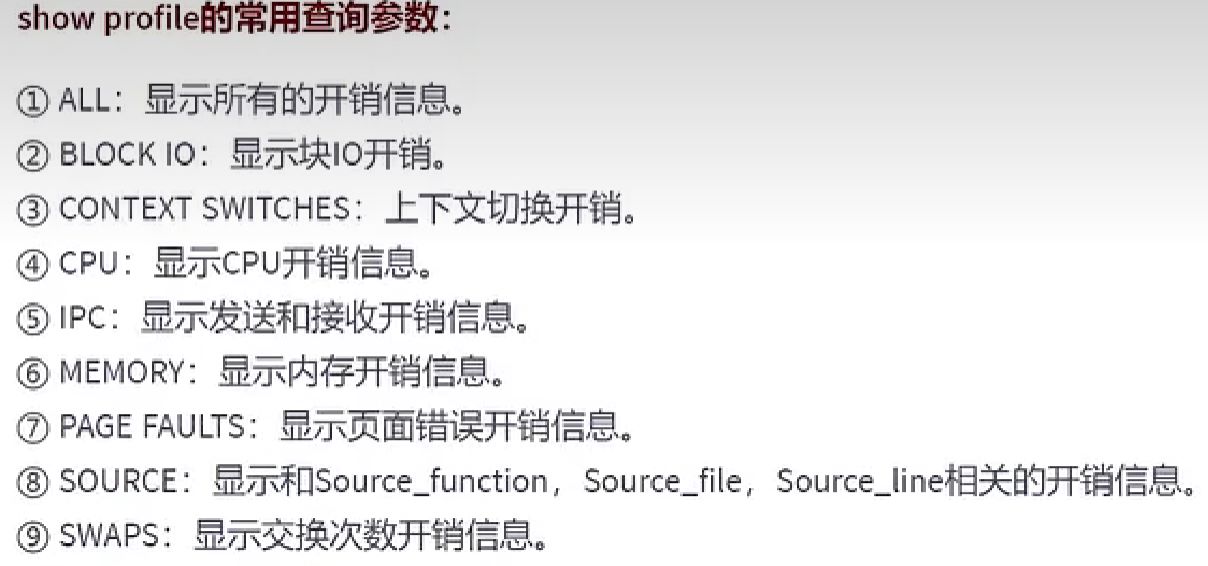 show profile的常用查询参数：
① ALL：显示所有的开销信息。
② BLOCK IO：显示块IO开销。
③ CONTEXT SWITCHES：上下文切换开销。
④ CPU：显示CPU开销信息。
⑤ IPC：显示发送和接收开销信息。
⑥ MEMORY：显示内存开销信息。
⑦ PAGE FAULTS：显示页面错误开销信息。
⑧ SOURCE：显示和Source_function，Source_file，Source_line相关的开销信息。
⑨ SWAPS：显示交换次数开销信息。